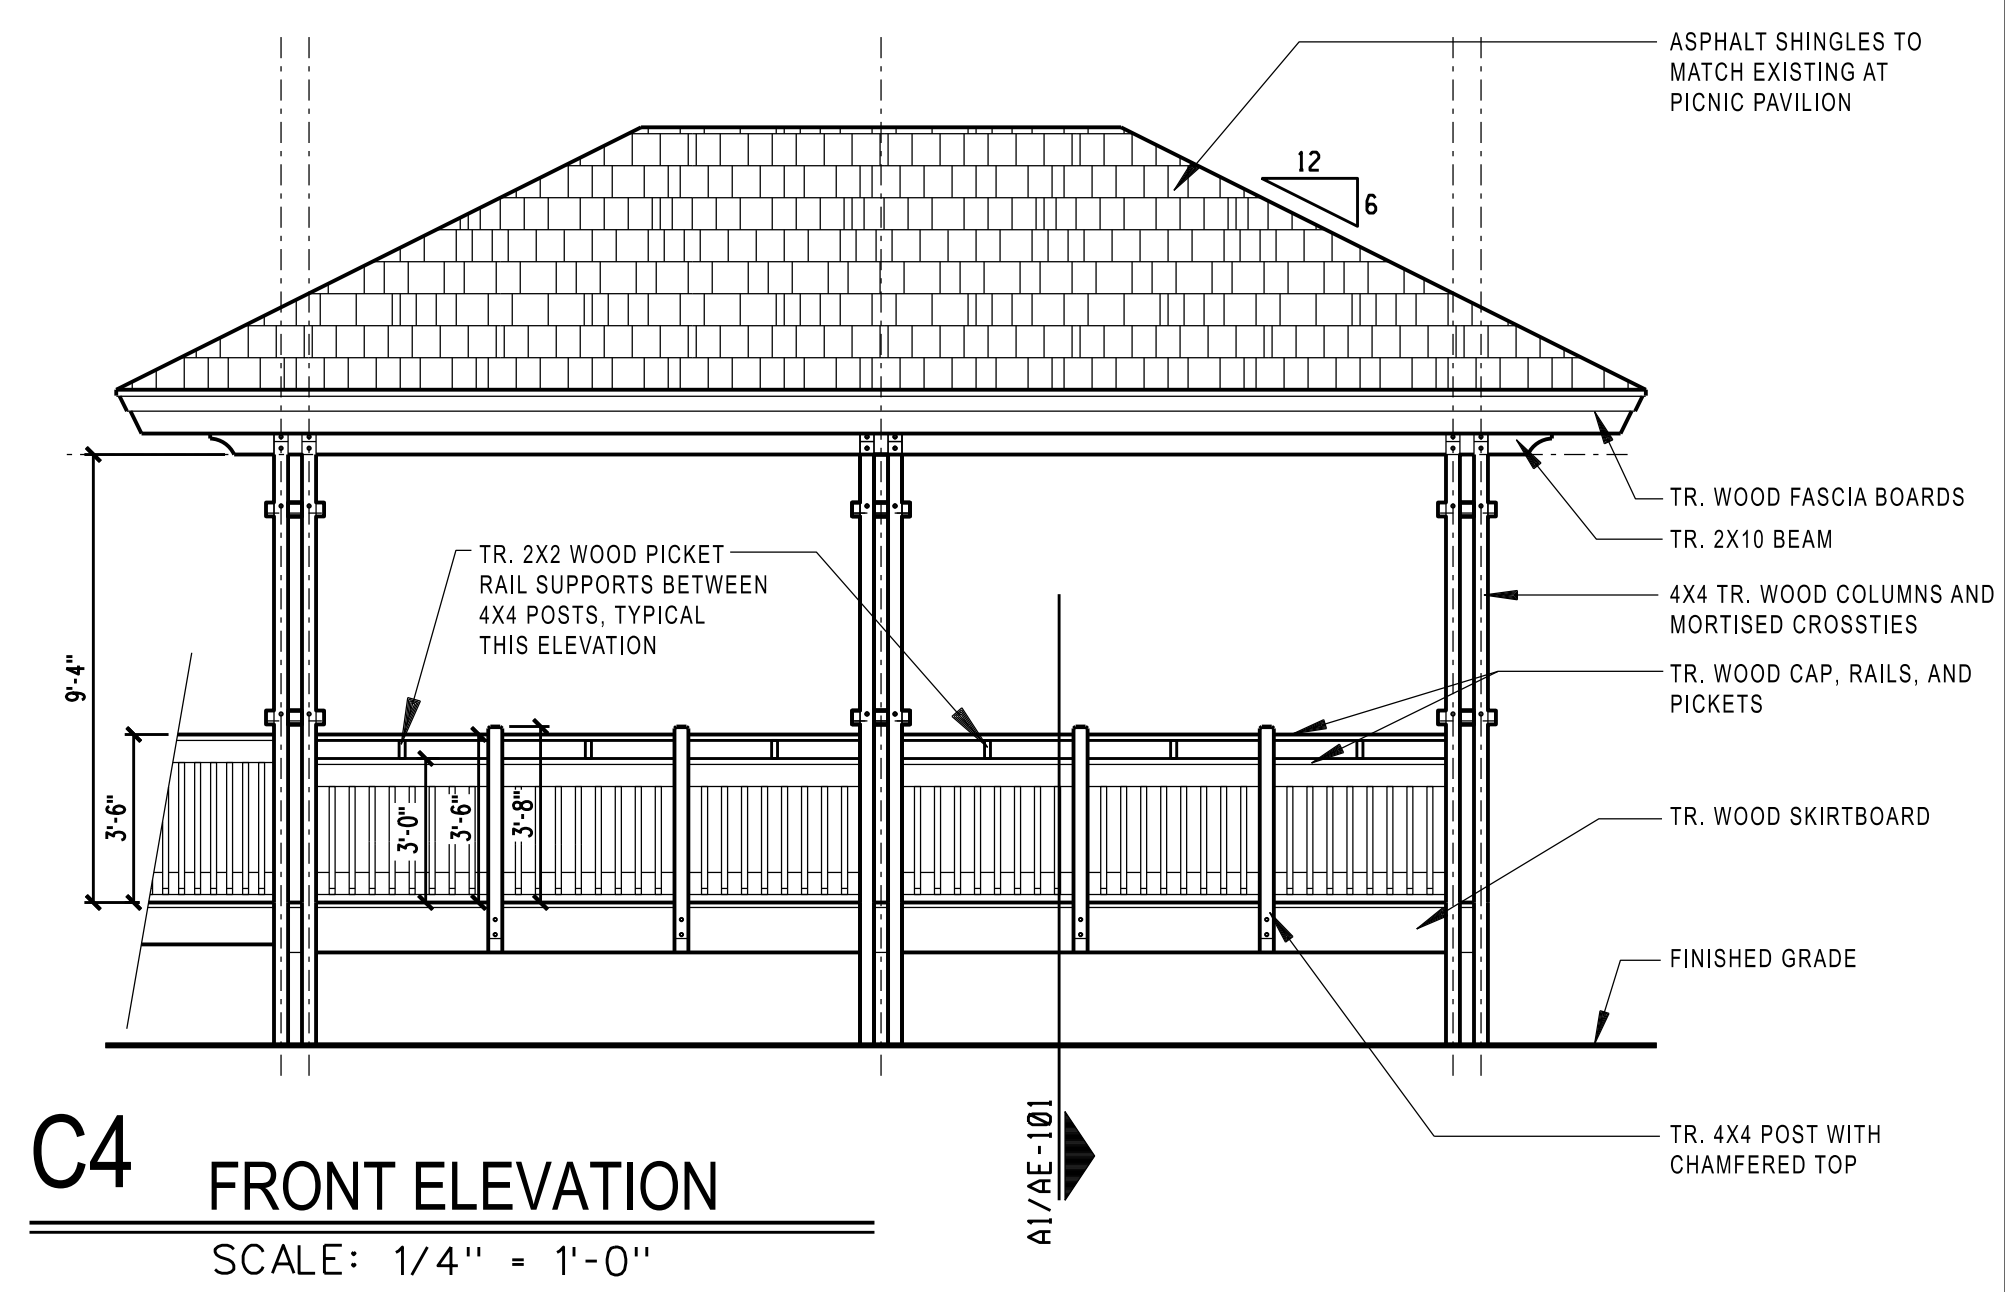 ASPHALT SHINGLES TO
MATCH EXISTING AT
PICNIC PAVILION
12
6
TR. WOOD FASCIA BOARDS
TR. 2X10 BEAM
TR. 2X2 WOOD PICKET
RAIL SUPPORTS BETWEEN
4X4 POSTS, TYPICAL
THIS ELEVATION
4X4 TR. WOOD COLUMNS AND
MORTISED CROSSTIES
TR. WOOD CAP, RAILS, AND
PICKETS
9'-4"
3'-6"
3'-0"
3'-6"
3'-8"
TR. WOOD SKIRTBOARD
FINISHED GRADE
TR. 4X4 POST WITH
CHAMFERED TOP
A1/AE-101
C4
FRONT ELEVATION
SCALE: 1/4" = 1'-0"